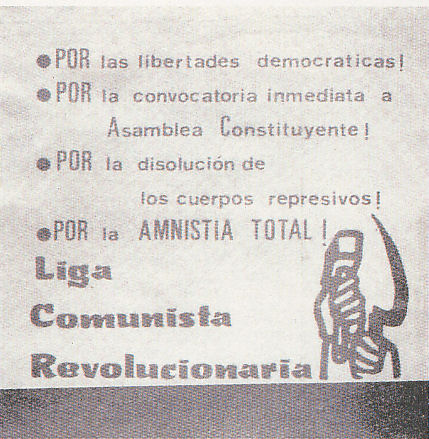 ●POR las libertades democraticas!
●POR la convocatoria inmediata a
Asamblea Constituyente!
●POR la disolución de
los cuerpos represivos!
●POR la AMNISTIA TOTAL!
Liga
Comunista
Revolucionaria